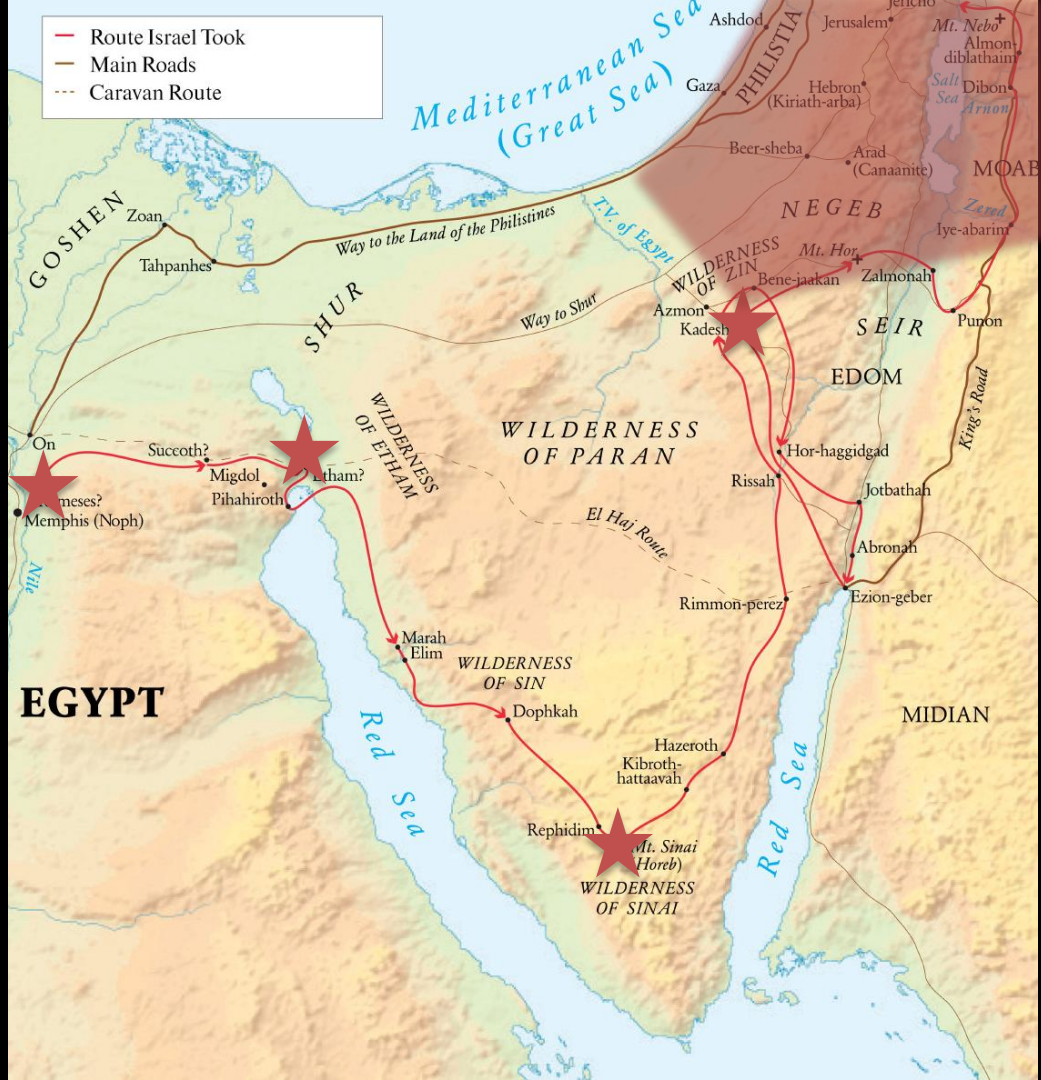 Route Israel Took
Main Roads
Caravan Route
Mediterranean Sea
(Great Sea)
Ashdod
PHILISTIA
Gaza
Jericho
Jerusalem
Mt. Nebo
Almon-
diblathaim
Salt
Sea
Dibon
Arnon
Hebron
(Kiriath-arba)
Beer-sheba
Arad
(Canaanite)
MOAB
NEGEB
Zered
Iye-abarim
GOSHEN
Zoan
Tahpanhes
Way to the Land of the Philistines
T.V. of Egypt
SHUR
Way to Shur
WILDERNESS
OF ZIN
Mt. Hor
Bene-jaakan
Zalmonah
Azmon
Kadesh
Punon
SEIR
EDOM
King's Road
On
Succoth?
Migdol
Etham?
Pihahiroth
meses?
Memphis (Noph)
Nile
WILDERNESS
OF ETHAM
WILDERNESS
OF PARAN
El Haj Route
Hor-haggidgad
Rissah
Jotbathah
Abronah
Ezion-geber
Rimmon-perez
Marah
Elim
WILDERNESS
OF SIN
Dophkah
EGYPT
Red Sea
MIDIAN
Hazeroth
Kibroth-
hattaavah
Rephidim
Mt. Sinai
(Horeb)
WILDERNESS
OF SINAI
Red Sea